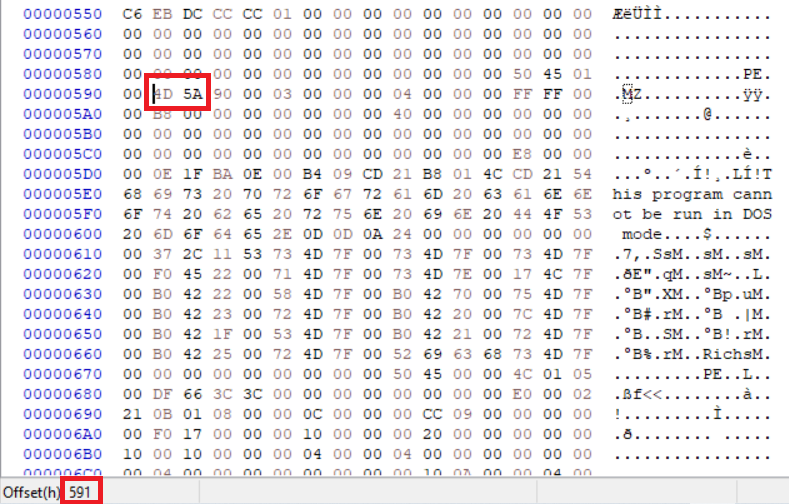 00000550 C6 EB DC CC CC 01 00 00 00 00 00 00 00 00 00 00 ÆëÜÌÌ...........
00000560 00 00 00 00 00 00 00 00 00 00 00 00 00 00 00 00 ................
00000570 00 00 00 00 00 00 00 00 00 00 00 00 00 00 00 00 ................
00000580 00 00 00 00 00 00 00 00 00 00 00 00 00 50 45 01 .............PE.
00000590 00 4D 5A 90 00 03 00 00 00 04 00 00 00 FF FF 00 .MZ..........ÿÿ.
000005A0 00 B8 00 00 00 00 00 00 00 40 00 00 00 00 00 00 .¸.......@......
000005B0 00 00 00 00 00 00 00 00 00 00 00 00 00 00 00 00 ................
000005C0 00 00 00 00 00 00 00 00 00 00 00 00 00 E8 00 00 .............è..
000005D0 00 0E 1F BA 0E 00 B4 09 CD 21 B8 01 4C CD 21 54 ...º..´.Í!¸.LÍ!T
000005E0 68 69 73 20 70 72 6F 67 72 61 6D 20 63 61 6E 6E his program cann
000005F0 6F 74 20 62 65 20 72 75 6E 20 69 6E 20 44 4F 53 ot be run in DOS
00000600 20 6D 6F 64 65 2E 0D 0D 0A 24 00 00 00 00 00 00 mode....$......
00000610 00 37 2C 11 53 73 4D 7F 00 73 4D 7F 00 73 4D 7F .7,.SsM..sM..sM.
00000620 00 F0 45 22 00 71 4D 7F 00 73 4D 7E 00 17 4C 7F .ðE".qM..sM~..L.
00000630 00 B0 42 22 00 58 4D 7F 00 B0 42 70 00 75 4D 7F .°B".XM..°Bp.uM.
00000640 00 B0 42 23 00 72 4D 7F 00 B0 42 20 00 7C 4D 7F .°B#.rM..°B .|M.
00000650 00 B0 42 1F 00 53 4D 7F 00 B0 42 21 00 72 4D 7F .°B..SM..°B!.rM.
00000660 00 B0 42 25 00 72 4D 7F 00 52 69 63 68 73 4D 7F .°B%.rM..RichsM.
00000670 00 00 00 00 00 00 00 00 00 50 45 00 00 4C 01 05 .........PE..L..
00000680 00 DF 66 3C 3C 00 00 00 00 00 00 00 00 E0 00 02 .ßf<<........à..
00000690 21 0B 01 08 00 00 0C 00 00 00 CC 09 00 00 00 00 !.........Ì.....
000006A0 00 F0 17 00 00 00 10 00 00 00 20 00 00 00 00 00 .ð........ .....
000006B0 10 00 10 00 00 00 04 00 00 04 00 00 00 00 00 00 ................
000006C0 00 04 00 00 00 00 00 00 00 00 10 0A 00 00 04 00
Offset(h) 591